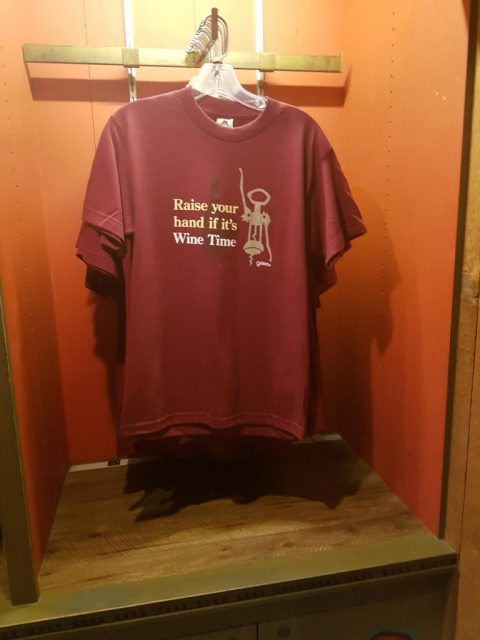 Raise your
hand if it's
Wine Time